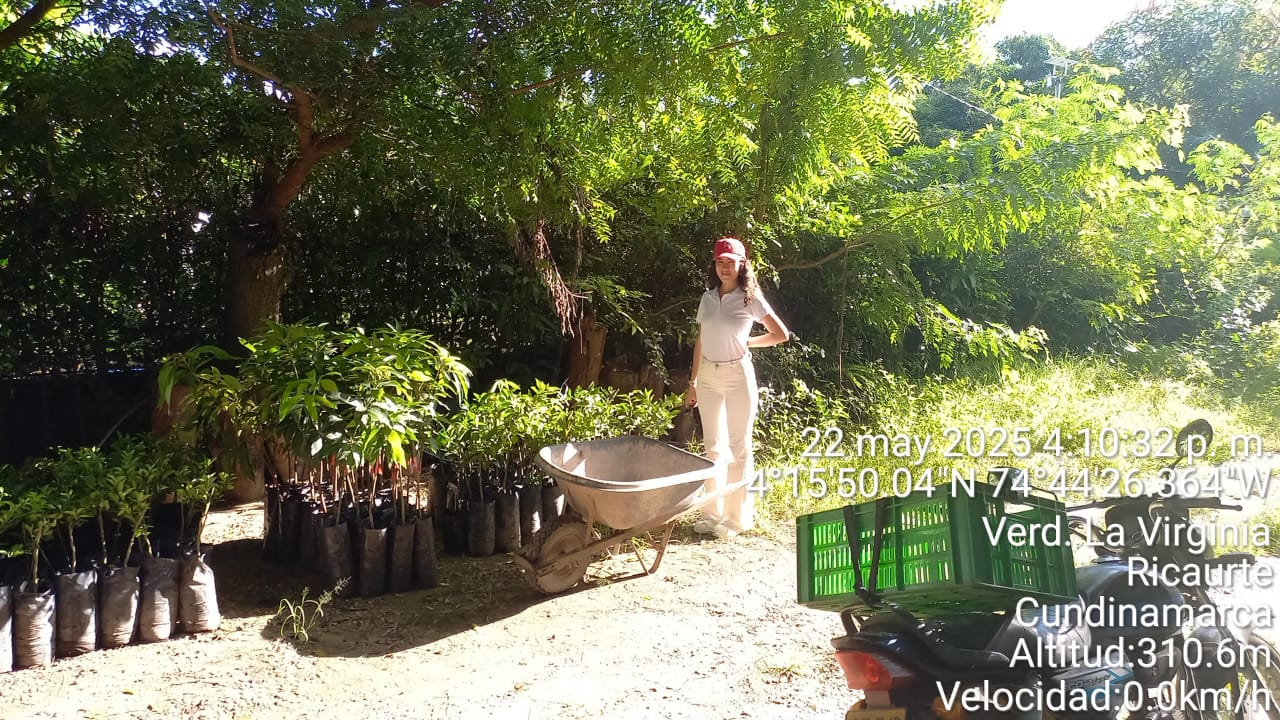 22 may 2025 4:10:32 p. m.
4°15'50.04"N 74°44'26.364"W
Verd. La Virginia
Ricaurte
Cundinamarca
Altitud:310.6m
Velocidad:0.0km/h